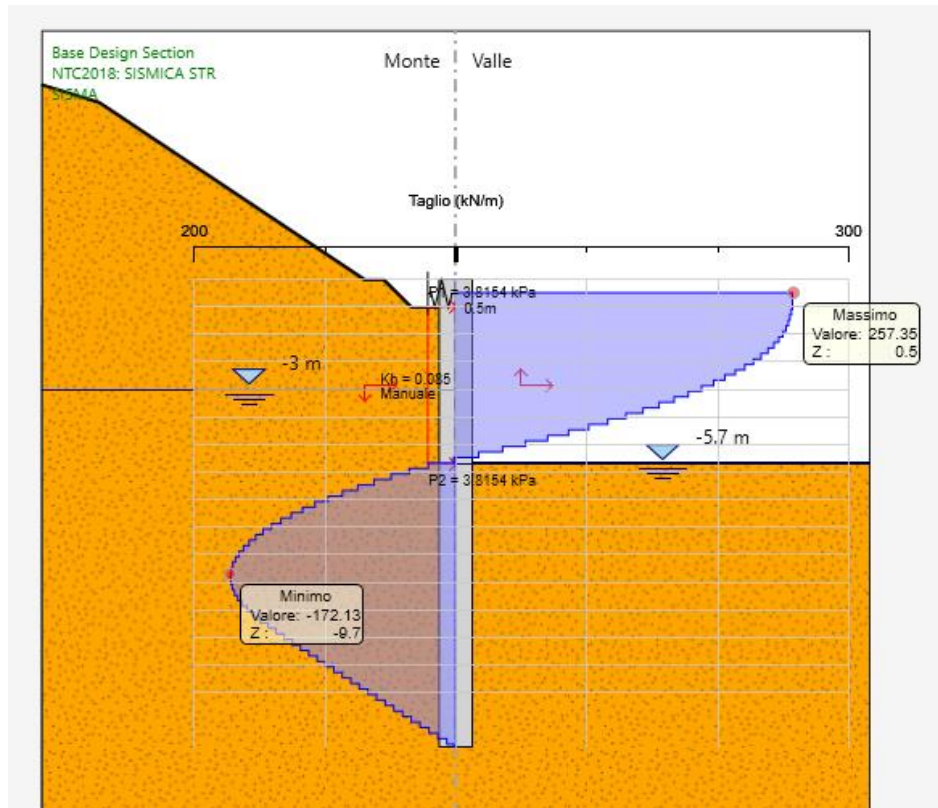 Base Design Section
NTC2018: SISMICA STR
SISMA
Monte
Valle
Taglio (kN/m)
200
300
P1 = 3.8154 kPa
0.5m
Massimo
Valore: 257.35
Z : 0.5
-3 m
Kh = 0.085
Manuale
-5.7 m
P2 = 3.8154 kPa
Minimo
Valore: -172.13
Z : -9.7